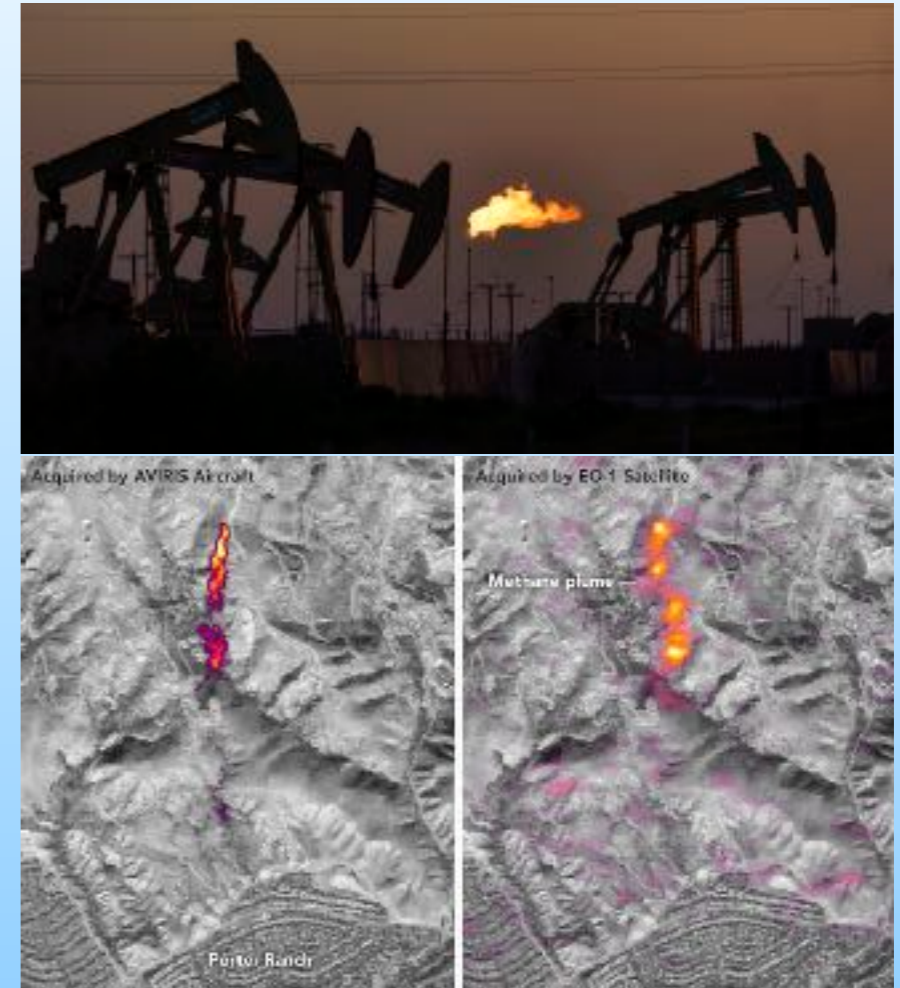 Acquired by AVIRIS Aircraft
Acquired by EO-1 Satellite
Methane plume
Porter Ranch